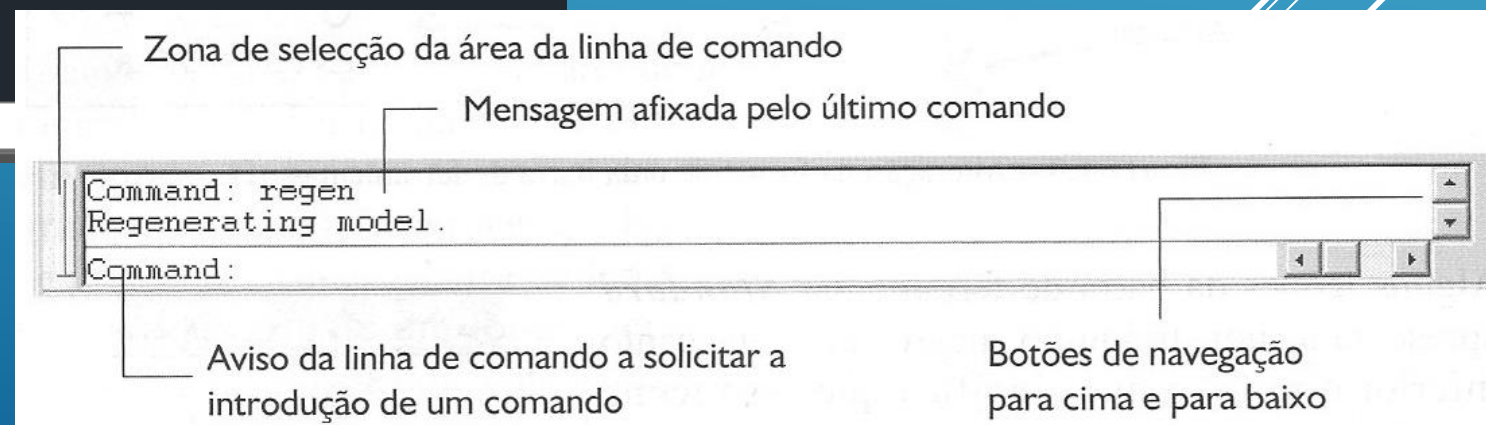 Zona de selecção da área da linha de comando
Mensagem afixada pelo último comando
Command: regen
Regenerating model.
Command:
Aviso da linha de comando a solicitar a
introdução de um comando
Botões de navegação
para cima e para baixo